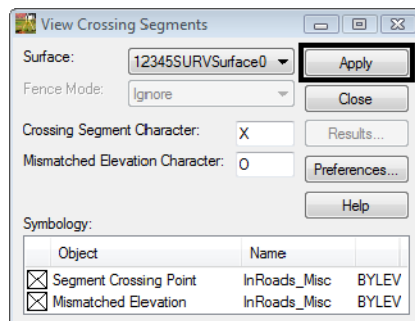 View Crossing Segments
Surface: 12345SURVSurface0 Apply
Fence Mode: Ignore Close
Crossing Segment Character: X Results...
Mismatched Elevation Character: O Preferences...
Help
Symbology:
Object Name
Segment Crossing Point InRoads_Misc BYLEV
Mismatched Elevation InRoads_Misc BYLEV